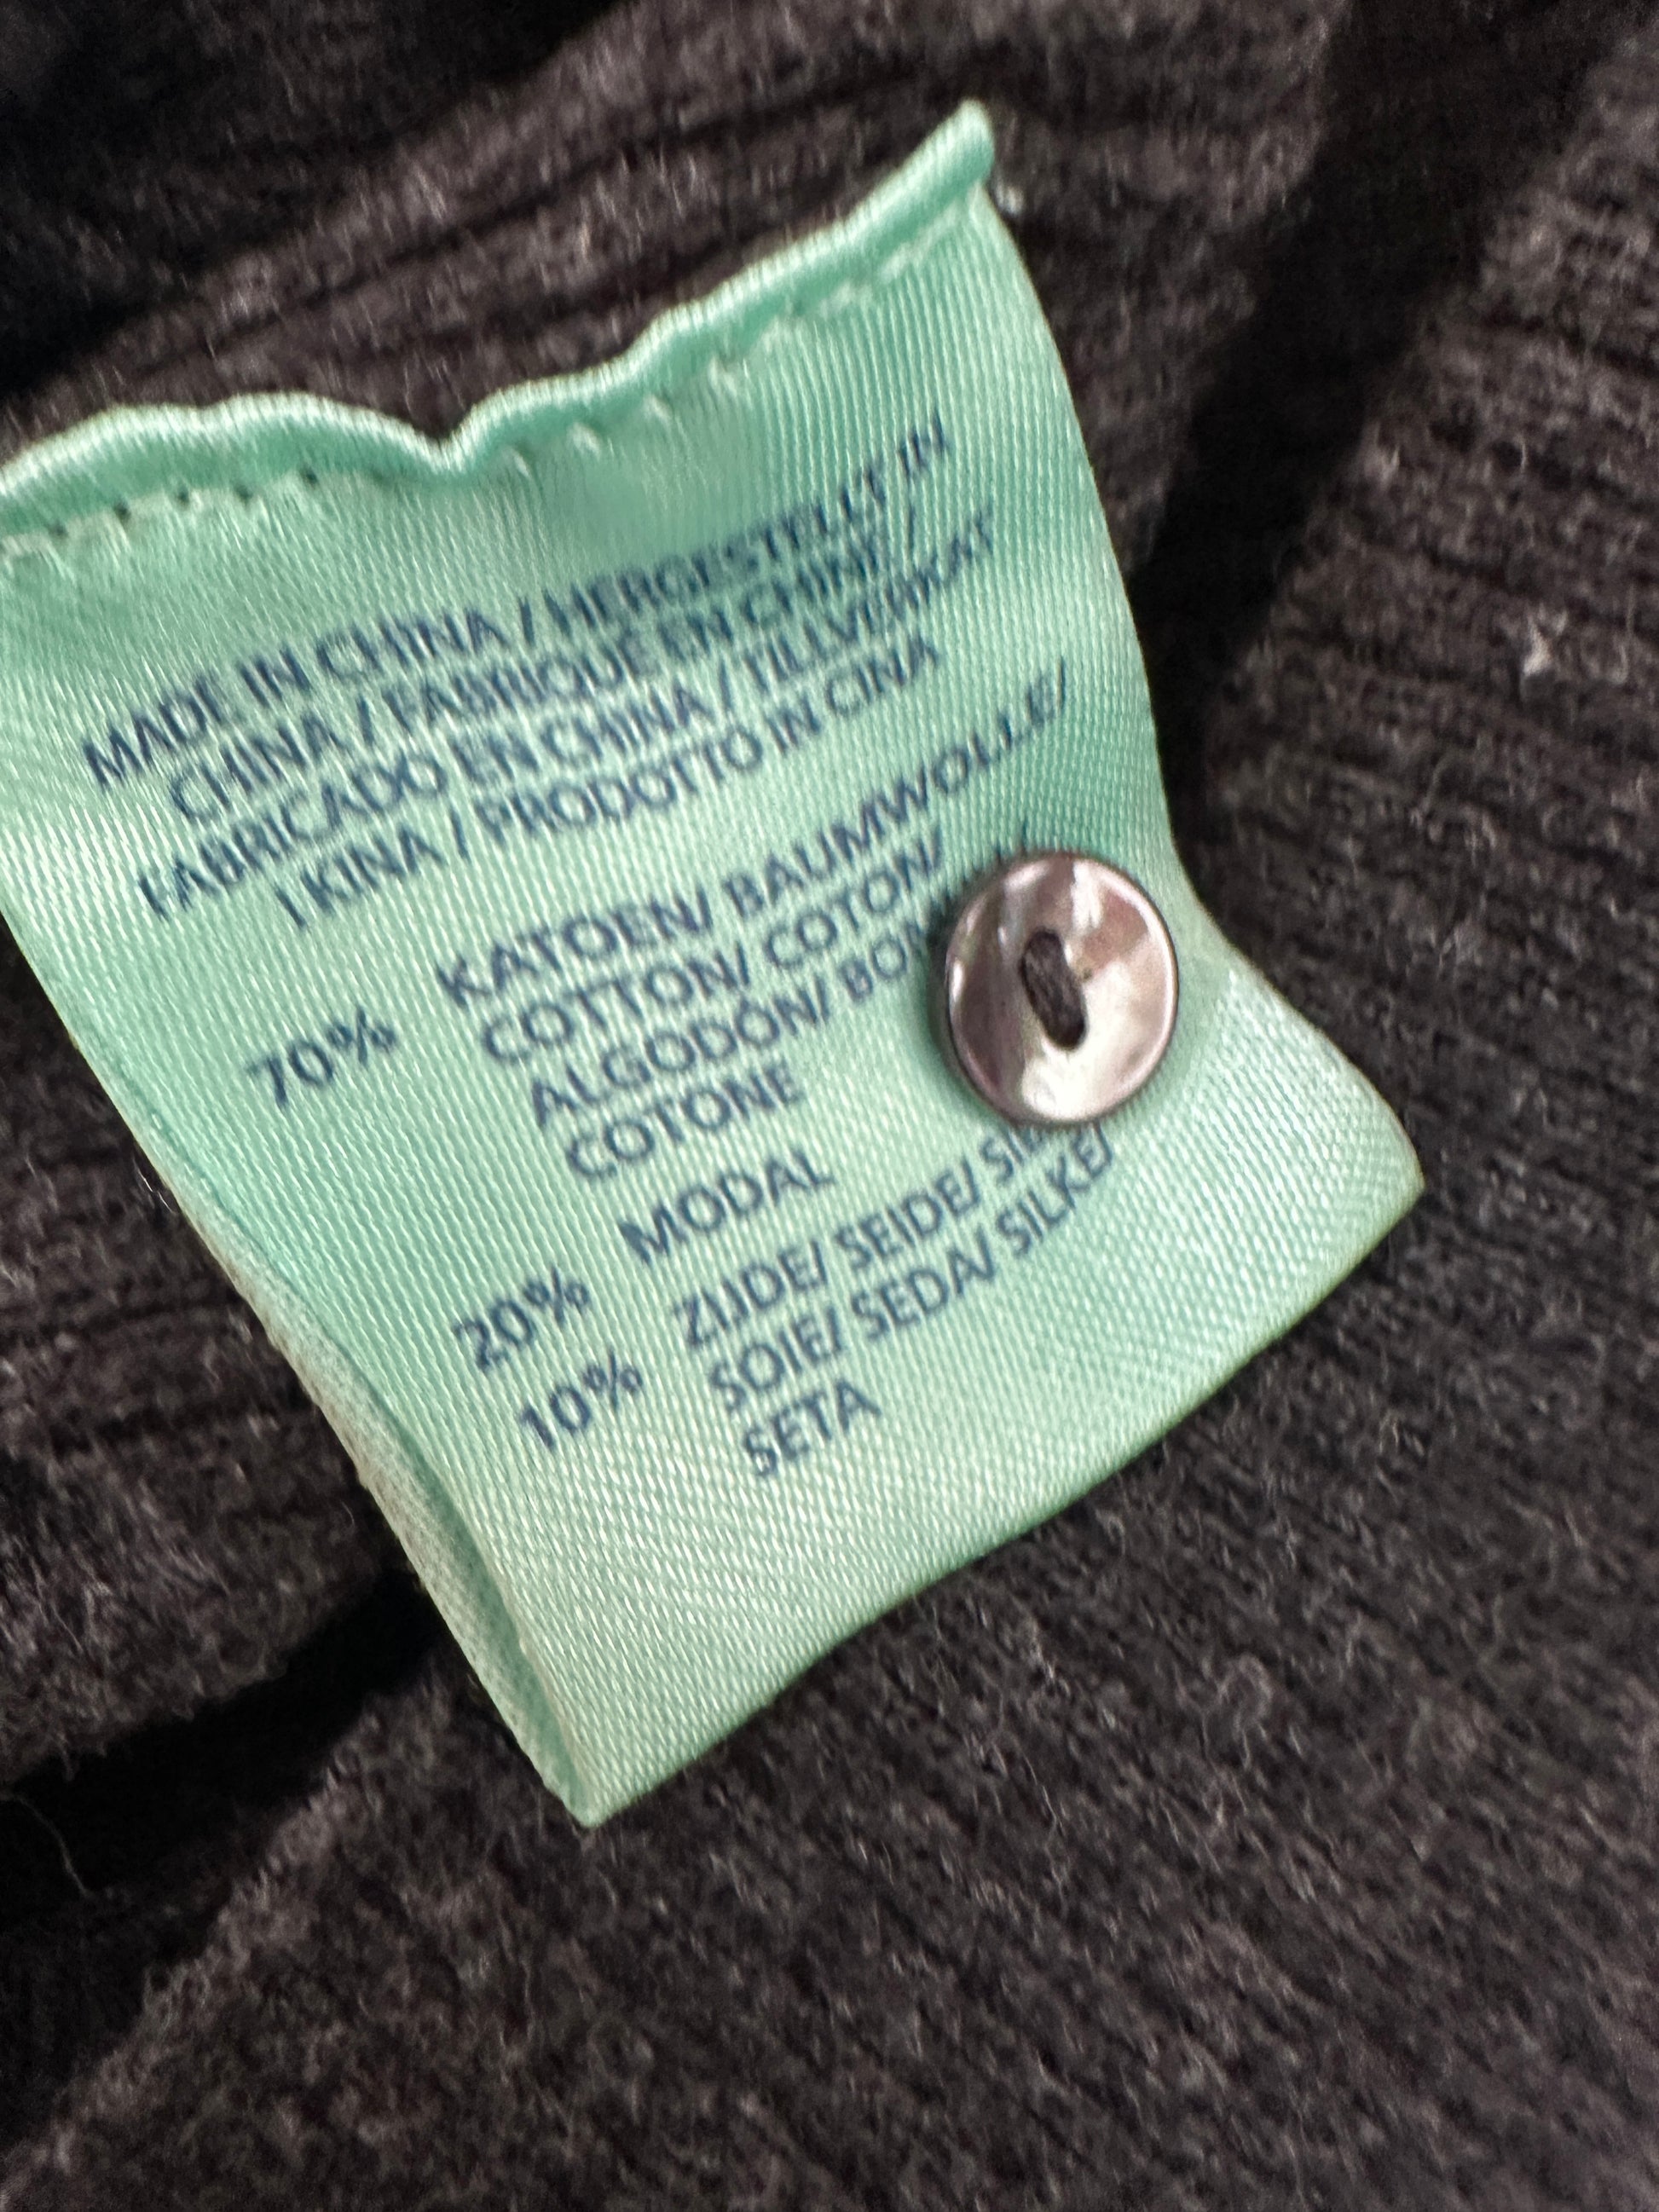 MADE IN CHINA / HERGESTELLT IN
CHINA / FABRIQUE EN CHINE /
FABRICADO EN CHINA / TILLVERKAT
I KINA / PRODOTTO IN CINA
70% KATOEN/ BAUMWOLLE/
COTTON/ COTON/
ALGODÓN/
COTONE
20% MODAL
10% ZIJDE/ SEIDE/
SOIE/ SEDA/ SILKE/
SETA